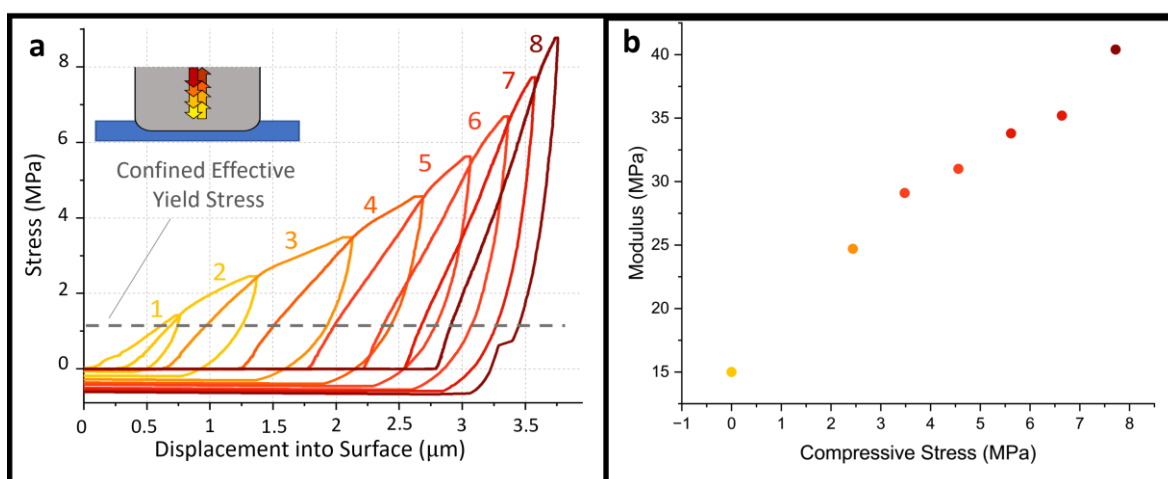 a
8
6
4
2
0
Stress (MPa)
Confined Effective
Yield Stress
1
2
3
4
5
6
7
8
0 0.5 1 1.5 2 2.5 3 3.5
Displacement into Surface (μm)
b
40
35
30
25
20
15
Modulus (MPa)
−1 0 1 2 3 4 5 6 7 8 9
Compressive Stress (MPa)